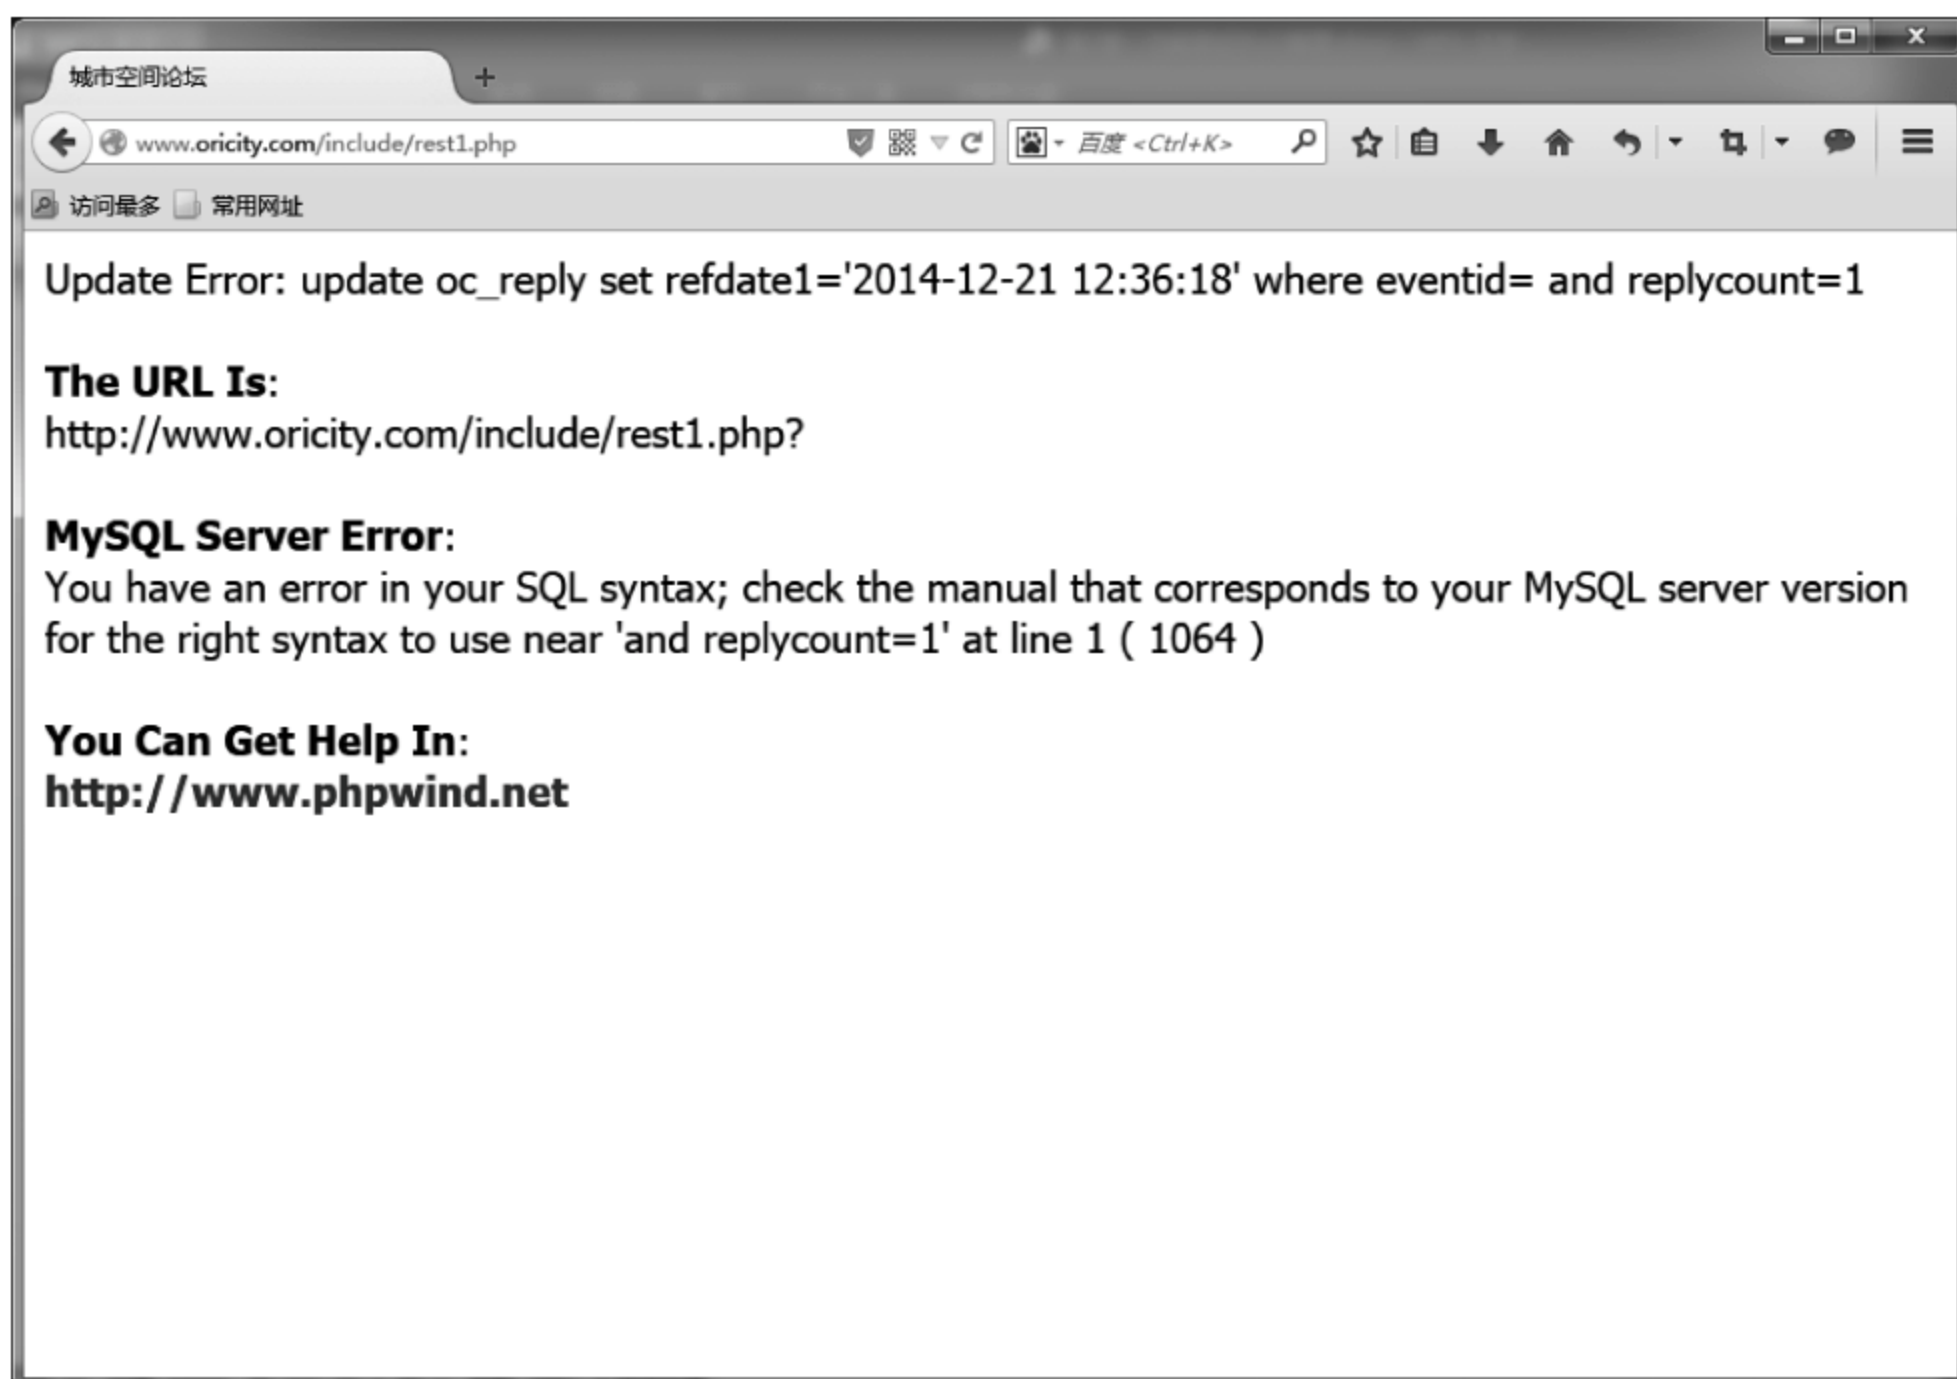 城市空间论坛
www.oricity.com/include/rest1.php
百度 <Ctrl+K>
访问最多 常用网址
Update Error: update oc_reply set refdate1='2014-12-21 12:36:18' where eventid= and replycount=1
The URL Is:
http://www.oricity.com/include/rest1.php?
MySQL Server Error:
You have an error in your SQL syntax; check the manual that corresponds to your MySQL server version
for the right syntax to use near 'and replycount=1' at line 1 ( 1064 )
You Can Get Help In:
http://www.phpwind.net